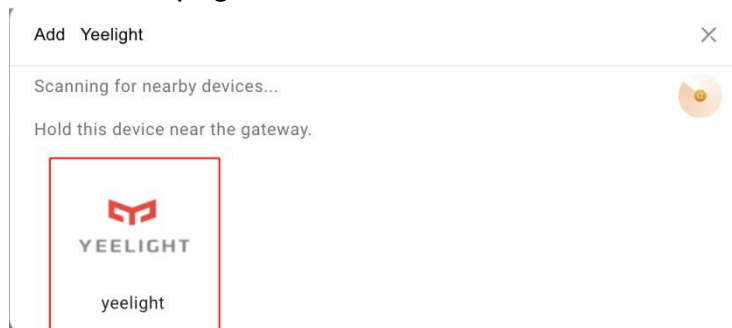 Add Yeelight
Scanning for nearby devices...
Hold this device near the gateway.
YEELIGHT
yeelight